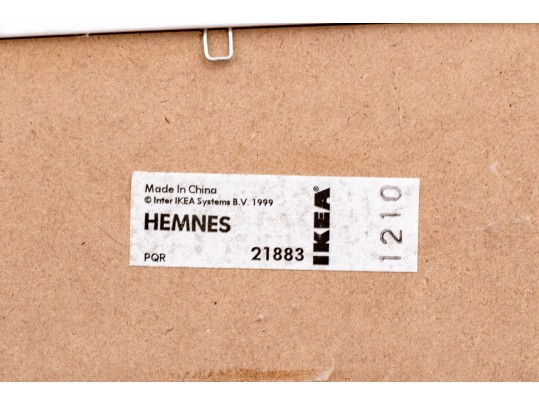 Made In China
© Inter IKEA Systems B.V. 1999
HEMNES
PQR
21883
IKEA®
1210